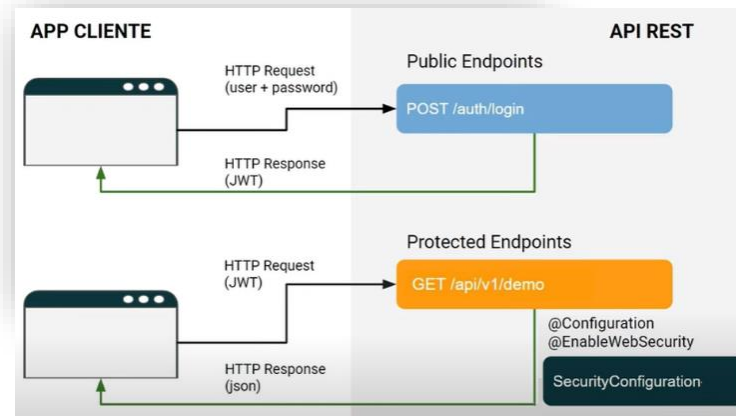 APP CLIENTE
API REST
HTTP Request
(user + password)
Public Endpoints
POST /auth/login
HTTP Response
(JWT)
Protected Endpoints
HTTP Request
(JWT)
GET /api/v1/demo
@Configuration
@EnableWebSecurity
HTTP Response
(json)
SecurityConfiguration